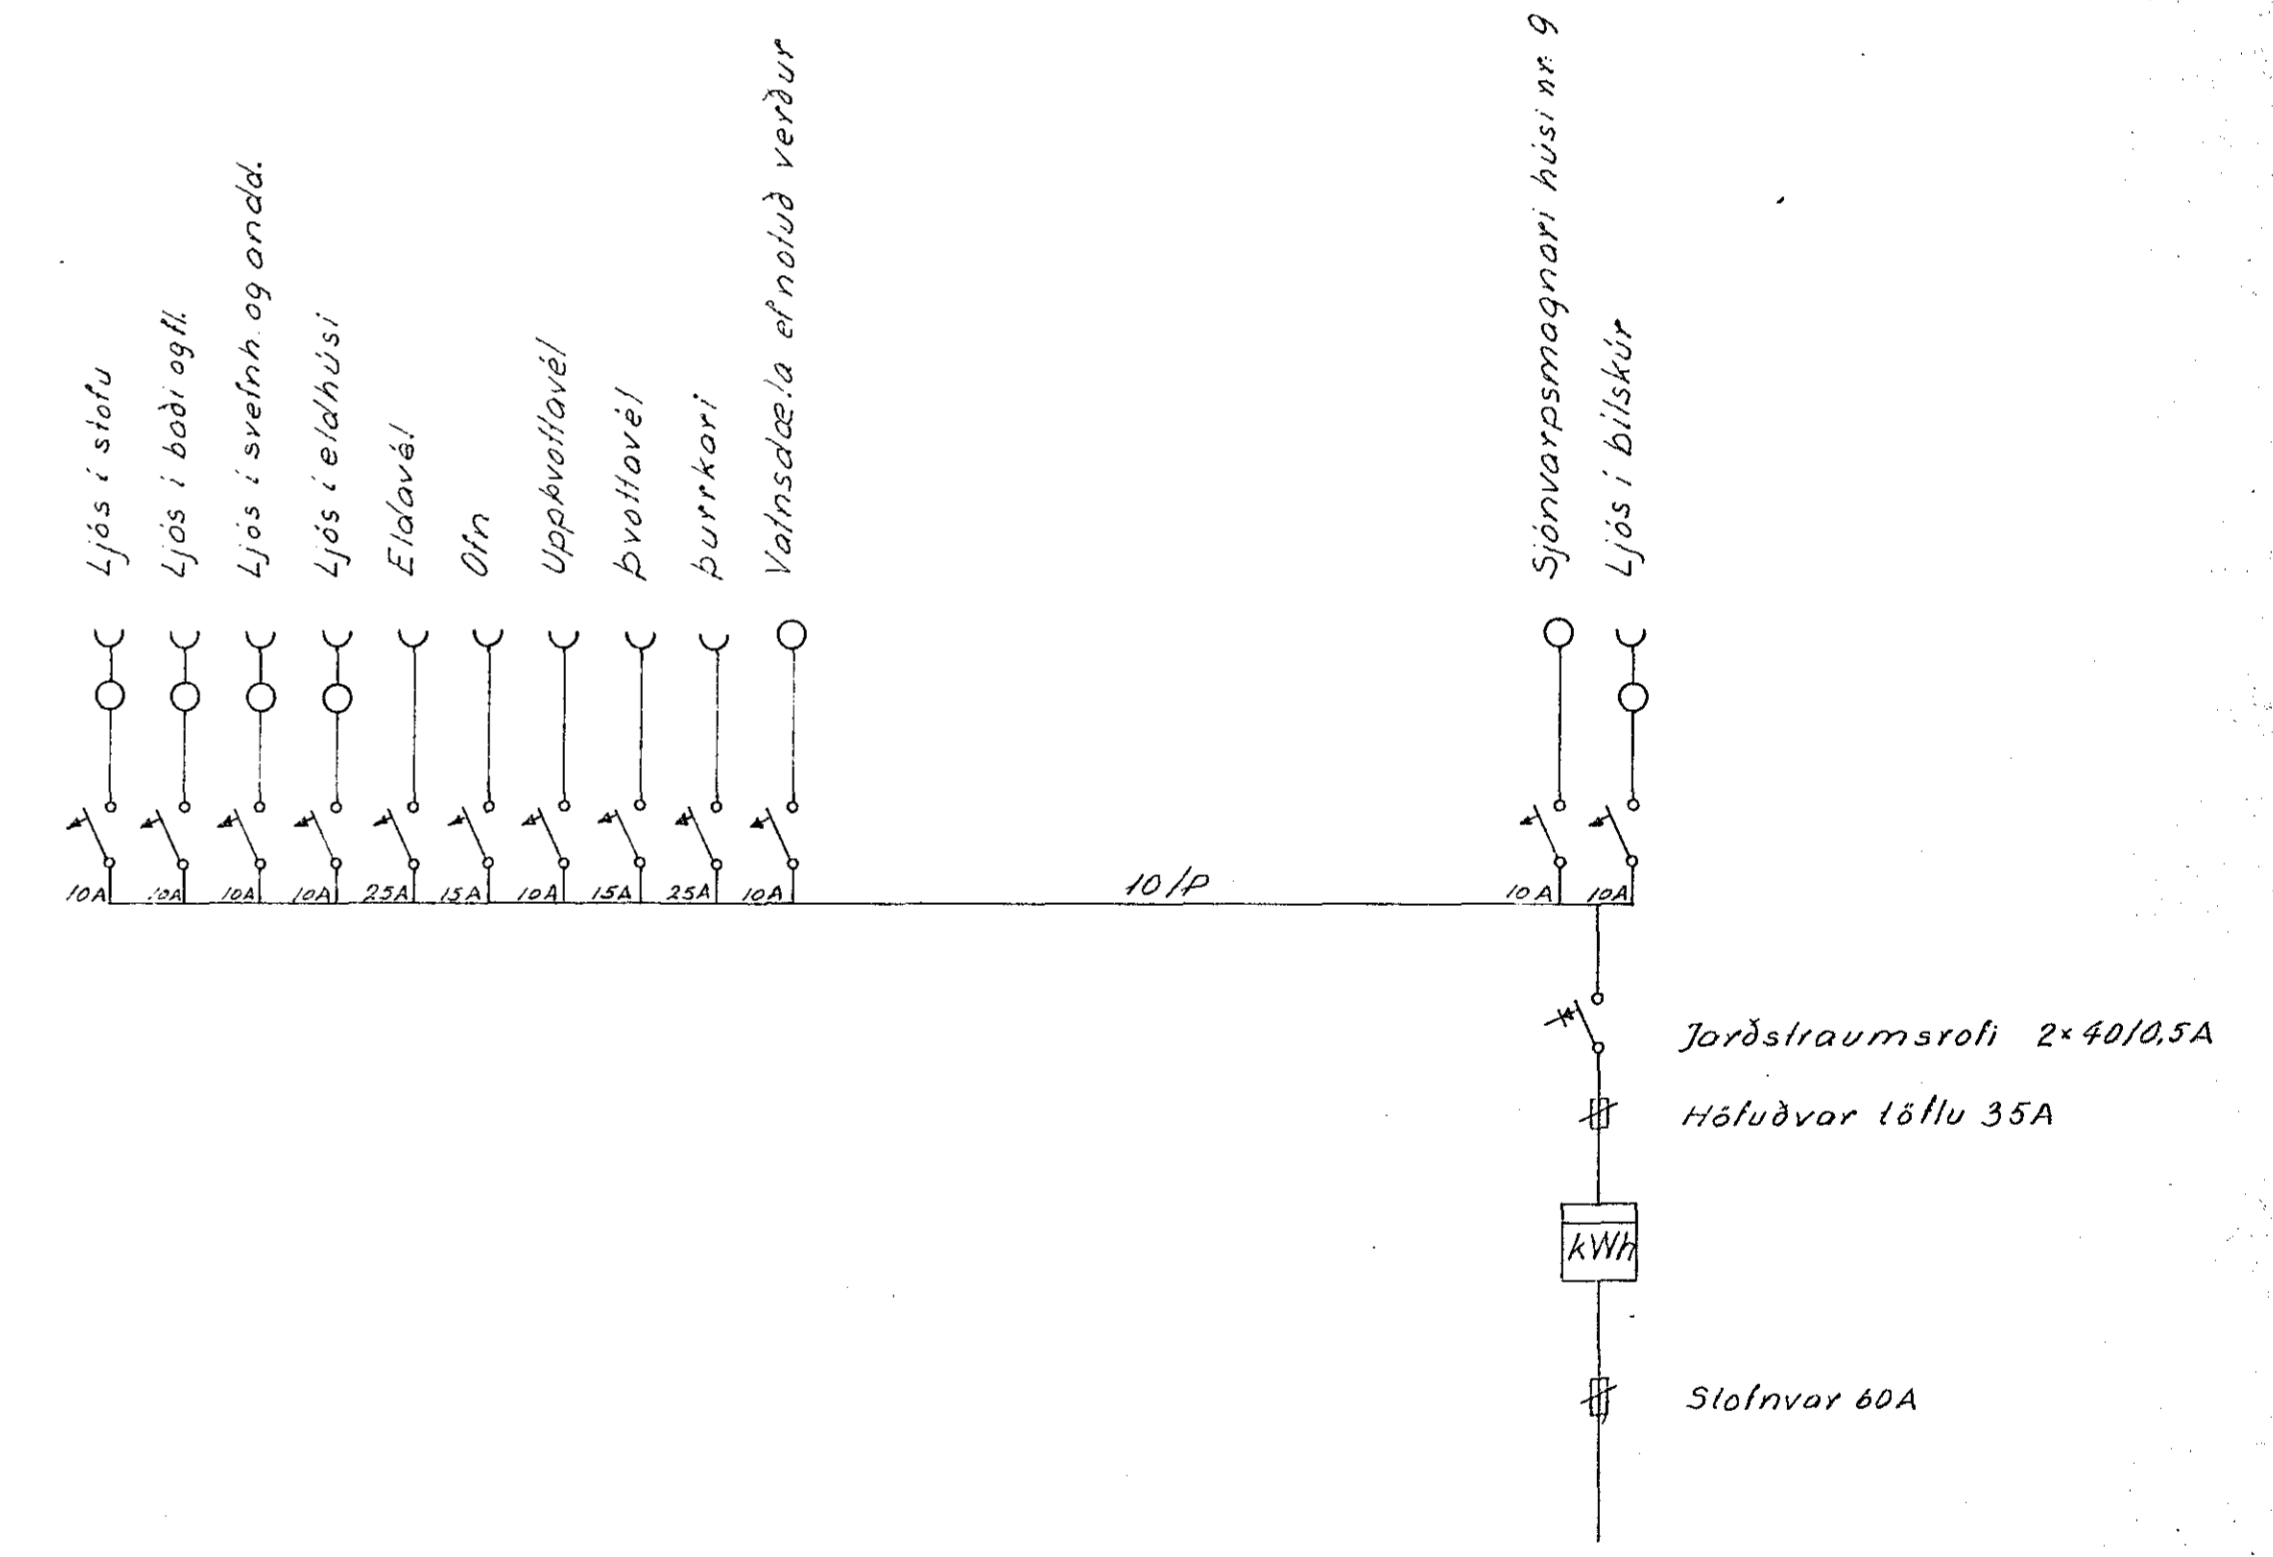 Ljós í stofu
Ljós í baði og fl.
Ljós í svefnh. og andd.
Ljós í eldhúsi
Eldavél
Ofn
Uppþvottavél
Þvottavél
Þurrkari
Vatnsdæla ef notuð verður
Sjónvarpsmagnari húsi nr. 9
Ljós í bílskúr
10A 10A 10A 10A 25A 15A 10A 15A 25A 10A 10/P 10A 10A
Jarðstraumsrofi 2×40/0,5A
Höfuðvar töflu 35A
kWh
Stofnvar 60A